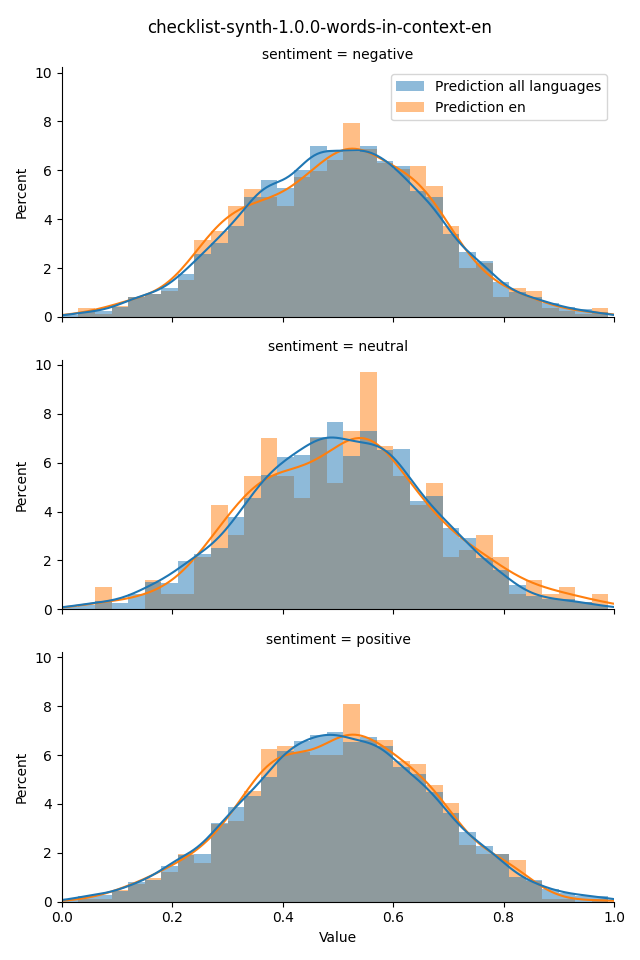 checklist-synth-1.0.0-words-in-context-en
sentiment = negative
10
8
6
4
2
0
Percent
Prediction all languages
Prediction en
sentiment = neutral
10
8
6
4
2
0
Percent
sentiment = positive
10
8
6
4
2
0
Percent
0.0 0.2 0.4 0.6 0.8 1.0
Value